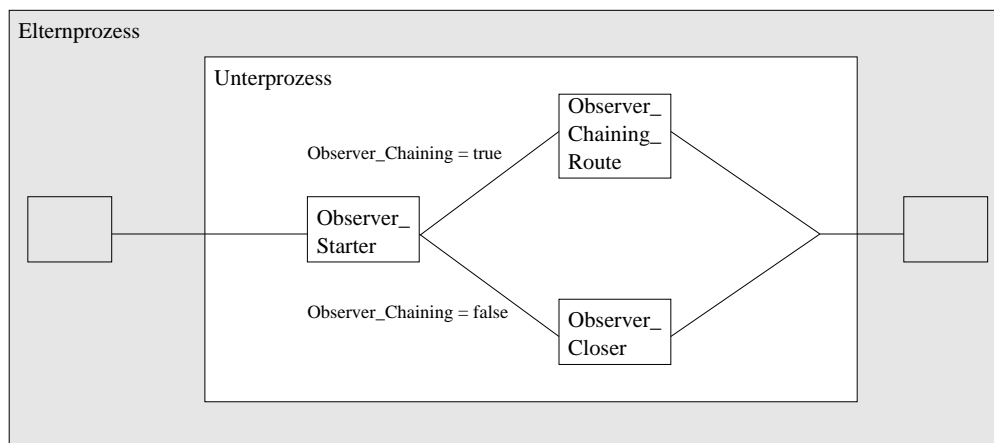 Elternprozess
Unterprozess
Observer_
Chaining_
Route
Observer_Chaining = true
Observer_
Starter
Observer_Chaining = false
Observer_
Closer